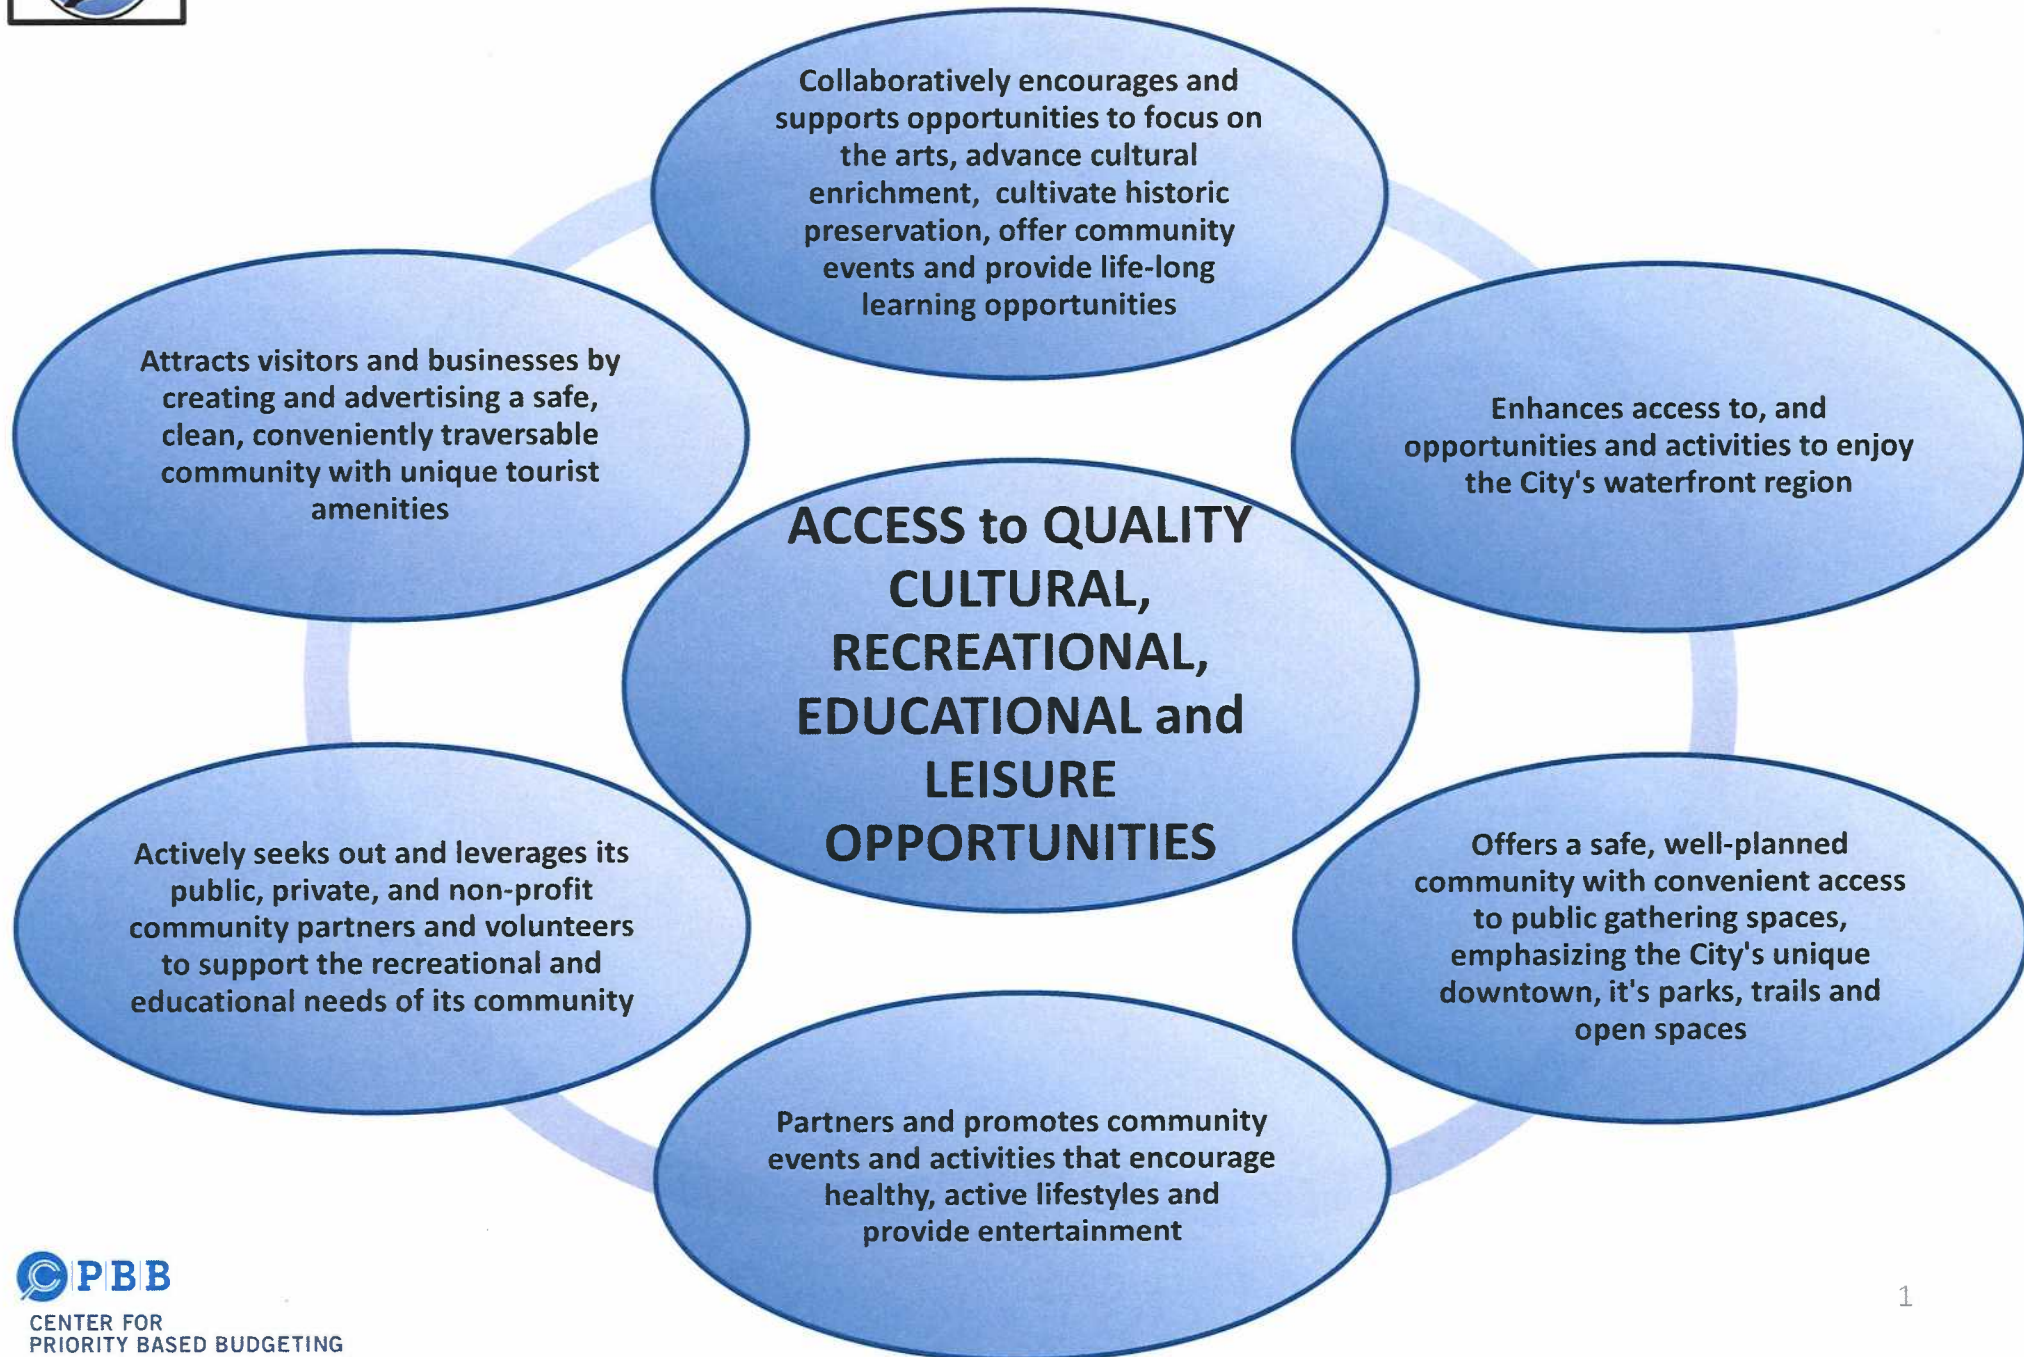 Collaboratively encourages and
supports opportunities to focus on
the arts, advance cultural
enrichment, cultivate historic
preservation, offer community
events and provide life-long
learning opportunities
Attracts visitors and businesses by
creating and advertising a safe,
clean, conveniently traversable
community with unique tourist
amenities
Enhances access to, and
opportunities and activities to enjoy
the City's waterfront region
ACCESS to QUALITY
CULTURAL,
RECREATIONAL,
EDUCATIONAL and
LEISURE
OPPORTUNITIES
Actively seeks out and leverages its
public, private, and non-profit
community partners and volunteers
to support the recreational and
educational needs of its community
Offers a safe, well-planned
community with convenient access
to public gathering spaces,
emphasizing the City's unique
downtown, it's parks, trails and
open spaces
Partners and promotes community
events and activities that encourage
healthy, active lifestyles and
provide entertainment
CPBB
CENTER FOR
PRIORITY BASED BUDGETING
1